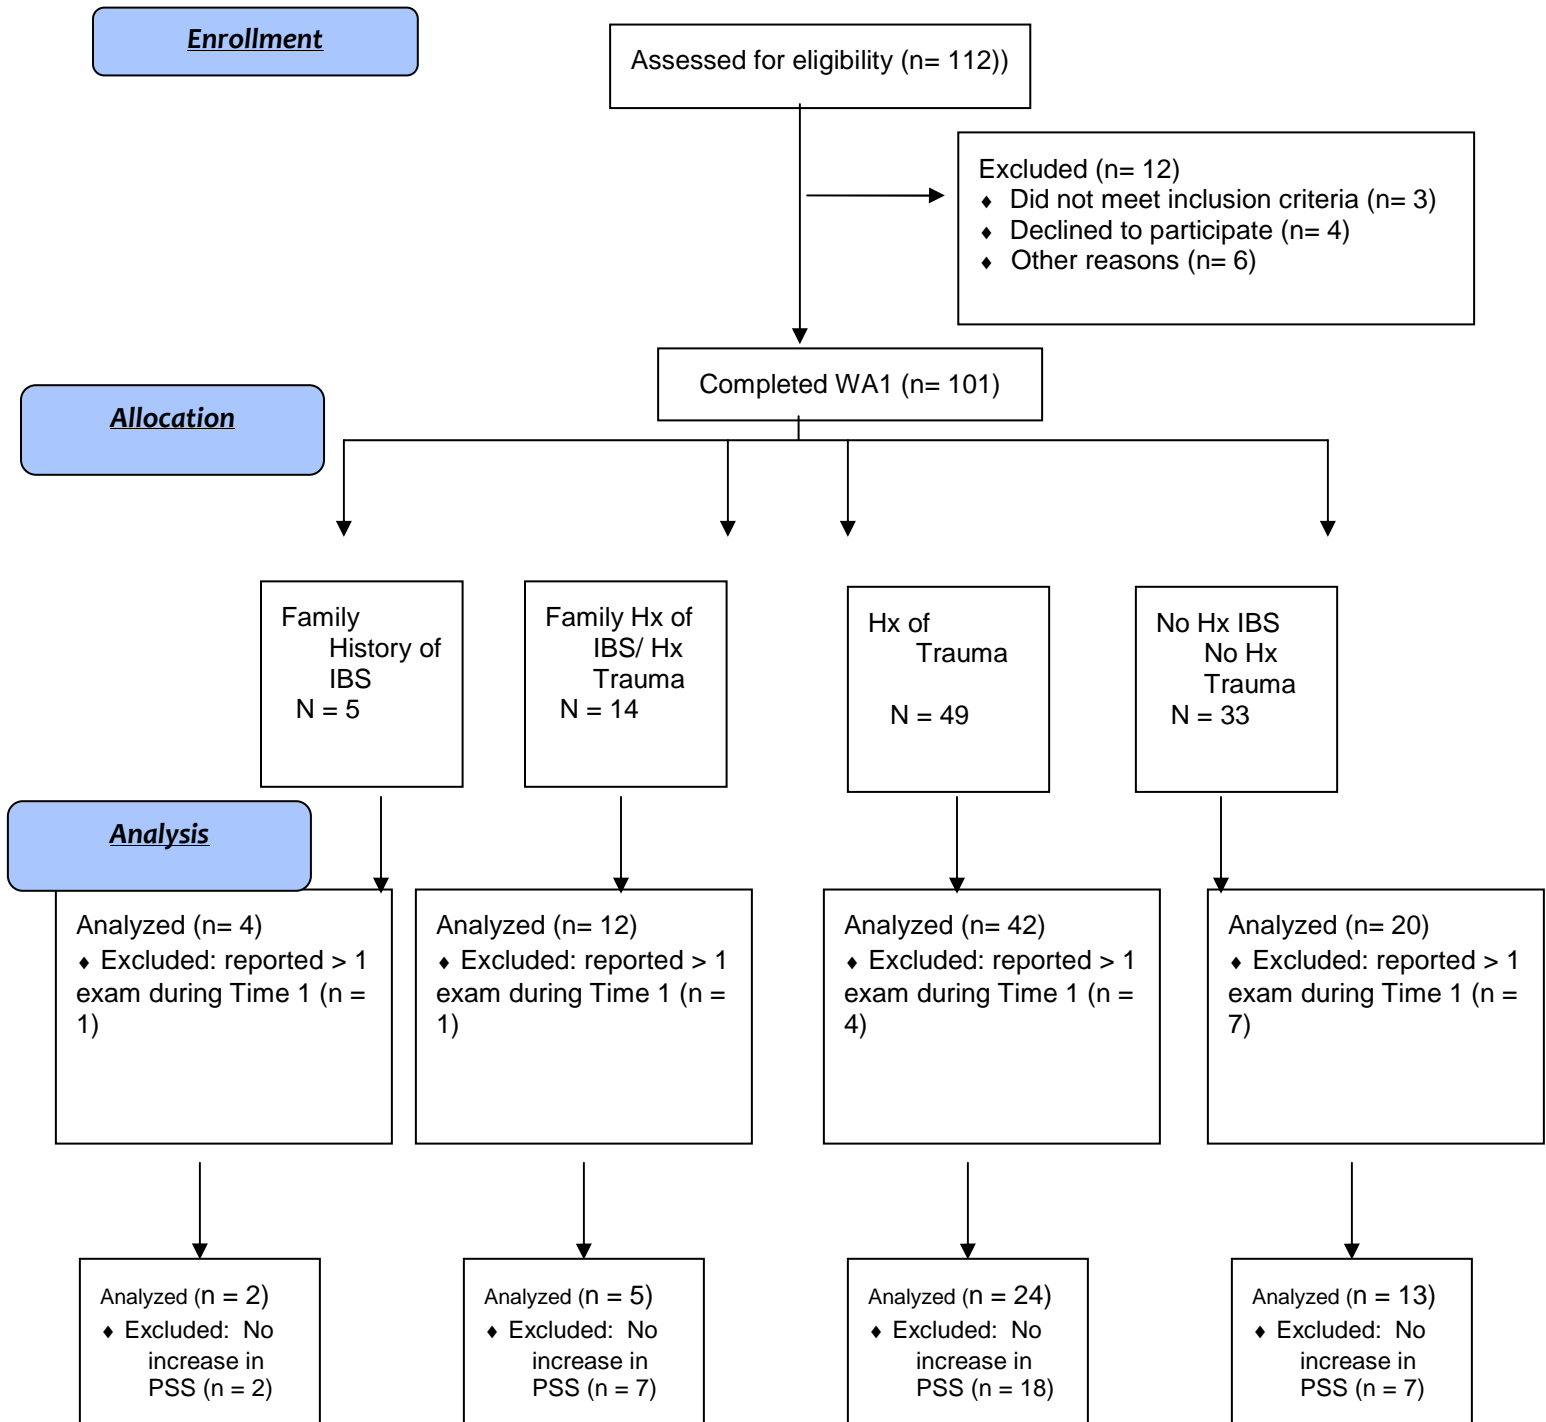 Enrollment
Assessed for eligibility (n= 112))
Excluded (n= 12)
♦ Did not meet inclusion criteria (n= 3)
♦ Declined to participate (n= 4)
♦ Other reasons (n= 6)
Completed WA1 (n= 101)
Allocation
Family
History of
IBS
N = 5
Family Hx of
IBS/ Hx
Trauma
N = 14
Hx of
Trauma
N = 49
No Hx IBS
No Hx
Trauma
N = 33
Analysis
Analyzed (n= 4)
♦ Excluded: reported > 1
exam during Time 1 (n =
1)
Analyzed (n= 12)
♦ Excluded: reported > 1
exam during Time 1 (n =
1)
Analyzed (n= 42)
♦ Excluded: reported > 1
exam during Time 1 (n =
4)
Analyzed (n= 20)
♦ Excluded: reported > 1
exam during Time 1 (n =
7)
Analyzed (n = 2)
♦ Excluded: No
increase in
PSS (n = 2)
Analyzed (n = 5)
♦ Excluded: No
increase in
PSS (n = 7)
Analyzed (n = 24)
♦ Excluded: No
increase in
PSS (n = 18)
Analyzed (n = 13)
♦ Excluded: No
increase in
PSS (n = 7)